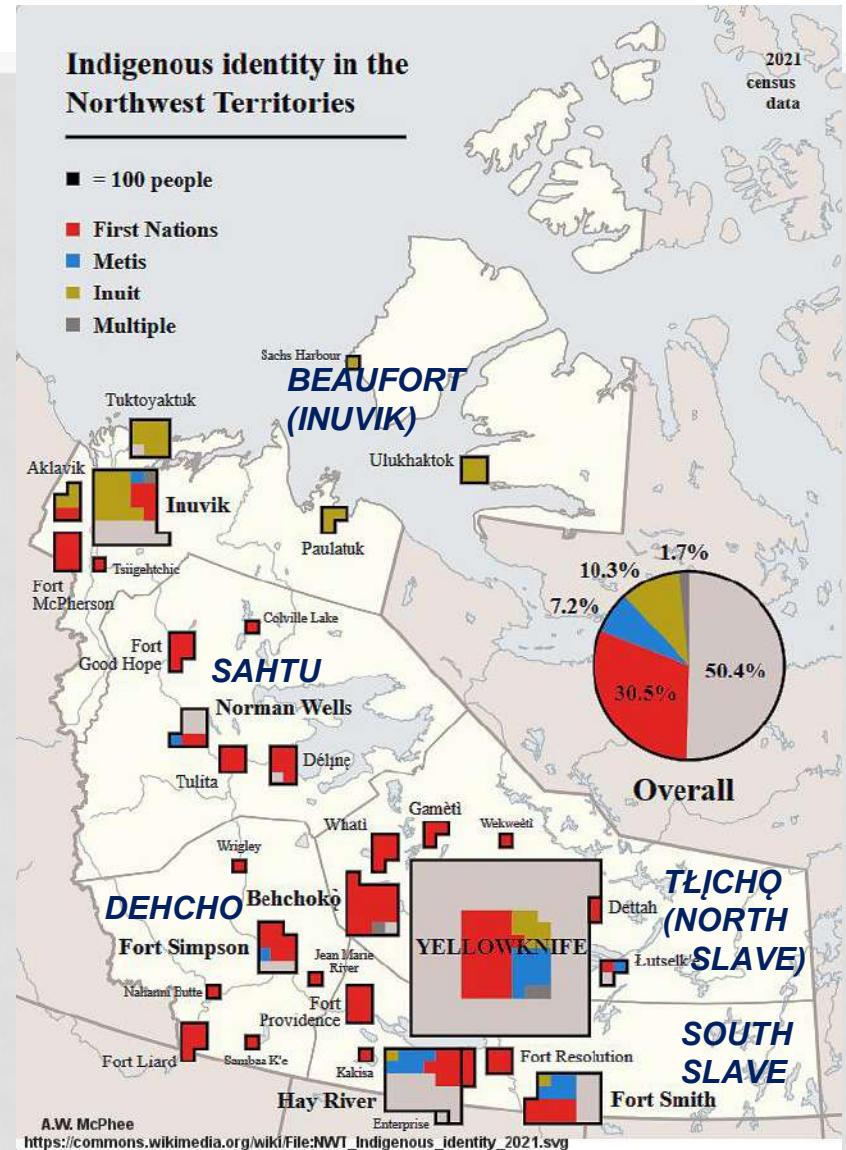 Indigenous identity in the
Northwest Territories
2021
census
data
= 100 people
First Nations
Metis
Inuit
Multiple
Sachs Harbour
BEAUFORT
(INUVIK)
Tuktoyaktuk
Ulukhaktok
Aklavik
Inuvik
Paulatuk
Tsiigehtchic
Fort
McPherson
1.7%
10.3%
7.2%
50.4%
30.5%
Overall
Colville Lake
Fort
Good Hope
SAHTU
Norman Wells
Délı̨nę
Tulita
Whatì
Gamètì
Wekweètì
Wrigley
Behchokǫ̀
DEHCHO
Fort Simpson
TŁĮCHǪ
(NORTH
SLAVE)
Dettah
YELLOWKNIFE
Łutselk'e
Jean Marie
River
Nahanni Butte
Fort
Providence
SOUTH
SLAVE
Fort Liard
Sambaa K'e
Kakisa
Fort Resolution
Hay River
Fort Smith
Enterprise
A.W. McPhee
https://commons.wikimedia.org/wiki/File:NWT_Indigenous_identity_2021.svg